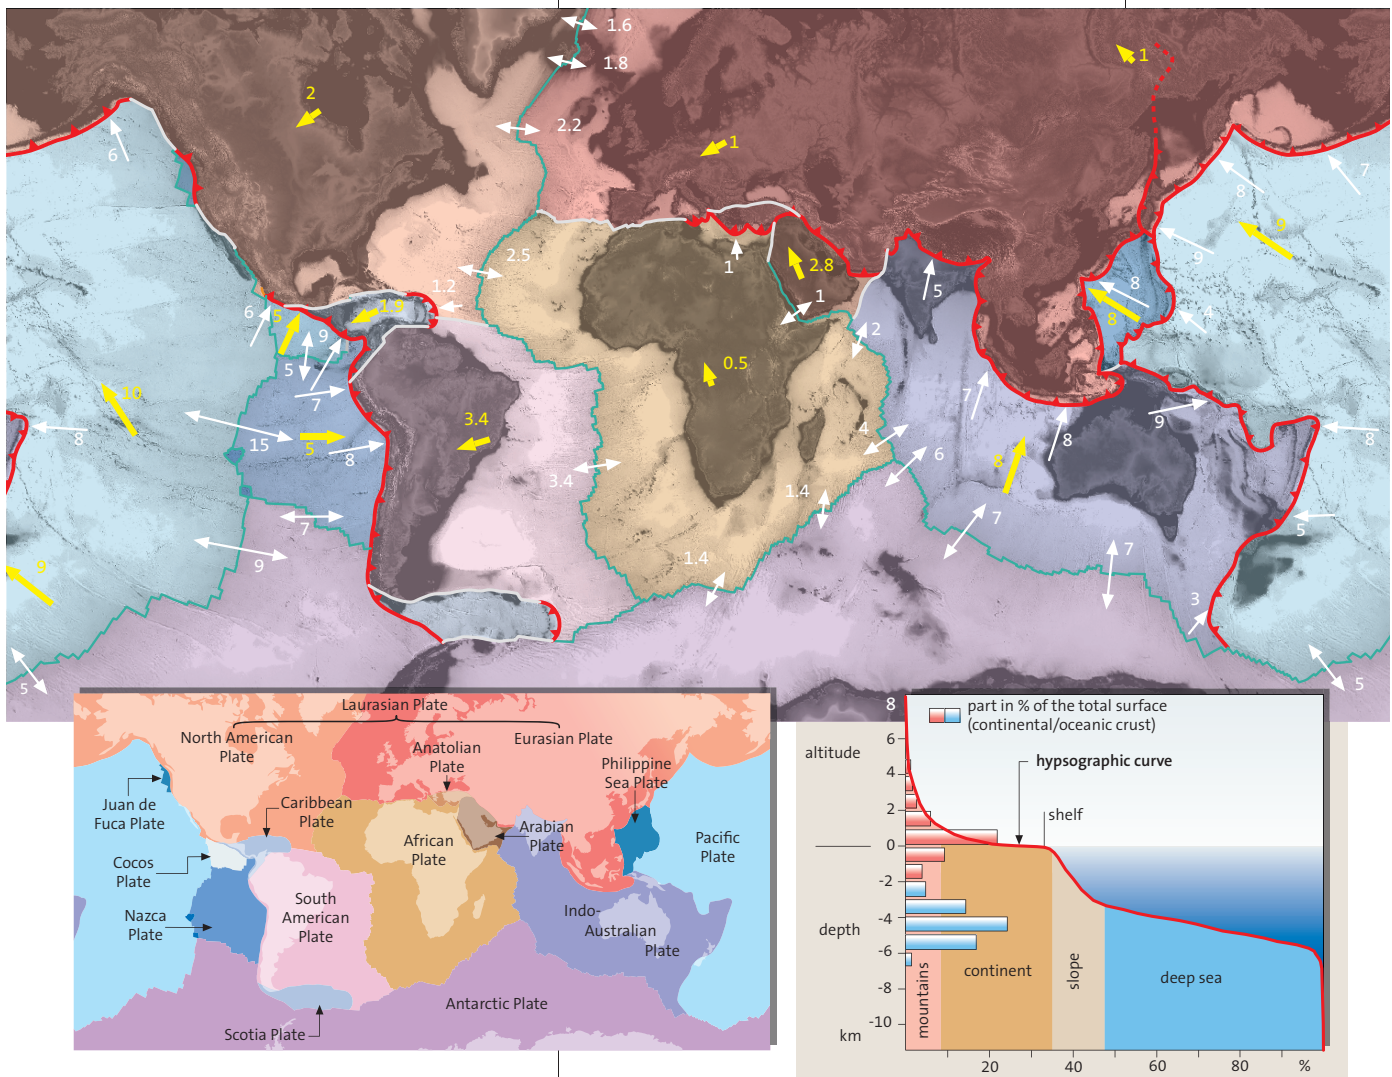 1.6
1.8
2
2.2
1
1
6
7
8
9
2.5
1
2.8
9
1.2
5
8
6
5
1.9
1
4
9
2
8
5
0.5
10
7
7
8
3.4
4
9
8
15
5
8
6
8
8
3.4
1.4
7
7
5
7
1.4
9
9
3
5
5
Laurasian Plate
North American
Plate
Eurasian Plate
Anatolian
Plate
Philippine
Sea Plate
Juan de
Fuca Plate
Caribbean
Plate
African
Plate
Arabian
Plate
Pacific
Plate
Cocos
Plate
Nazca
Plate
South
American
Plate
Indo-
Australian
Plate
Antarctic Plate
Scotia Plate
8
part in % of the total surface
(continental/oceanic crust)
6
altitude
hypsographic curve
4
2
shelf
0
-2
-4
depth
-6
mountains
continent
slope
deep sea
-8
-10
km
20
40
60
80
%